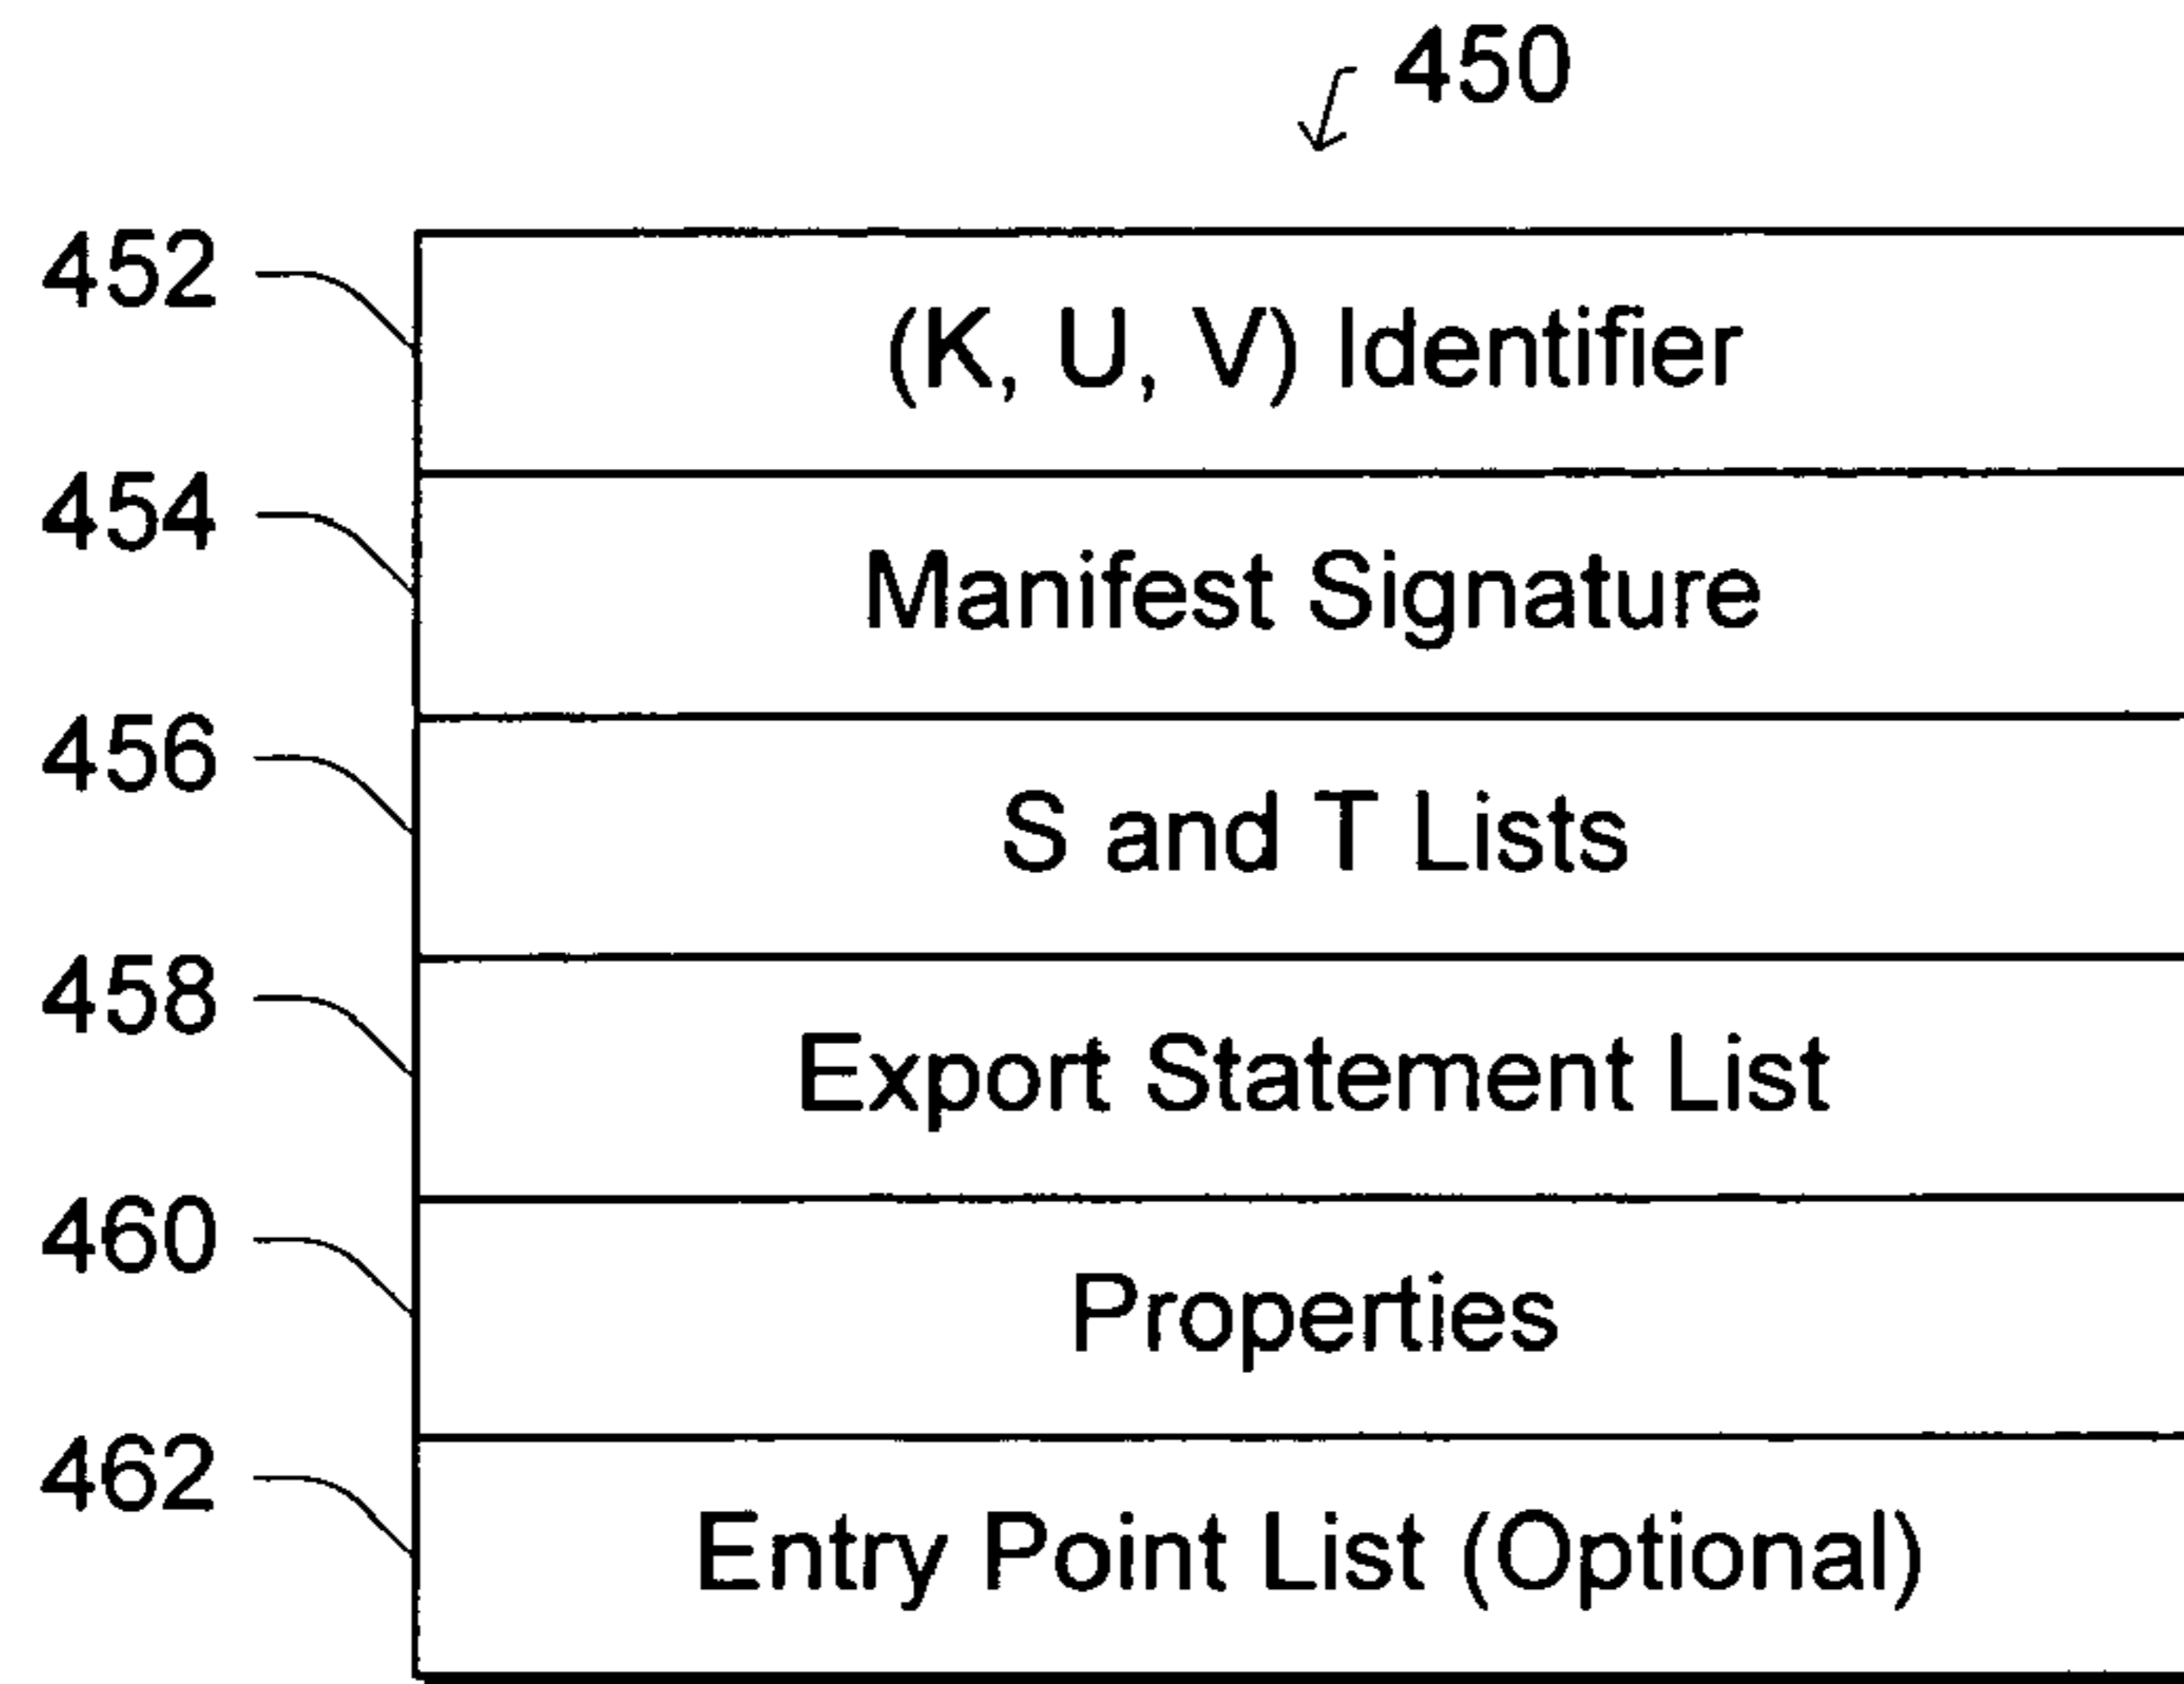 450
452
(K, U, V) Identifier
454
Manifest Signature
456
S and T Lists
458
Export Statement List
460
Properties
462
Entry Point List (Optional)